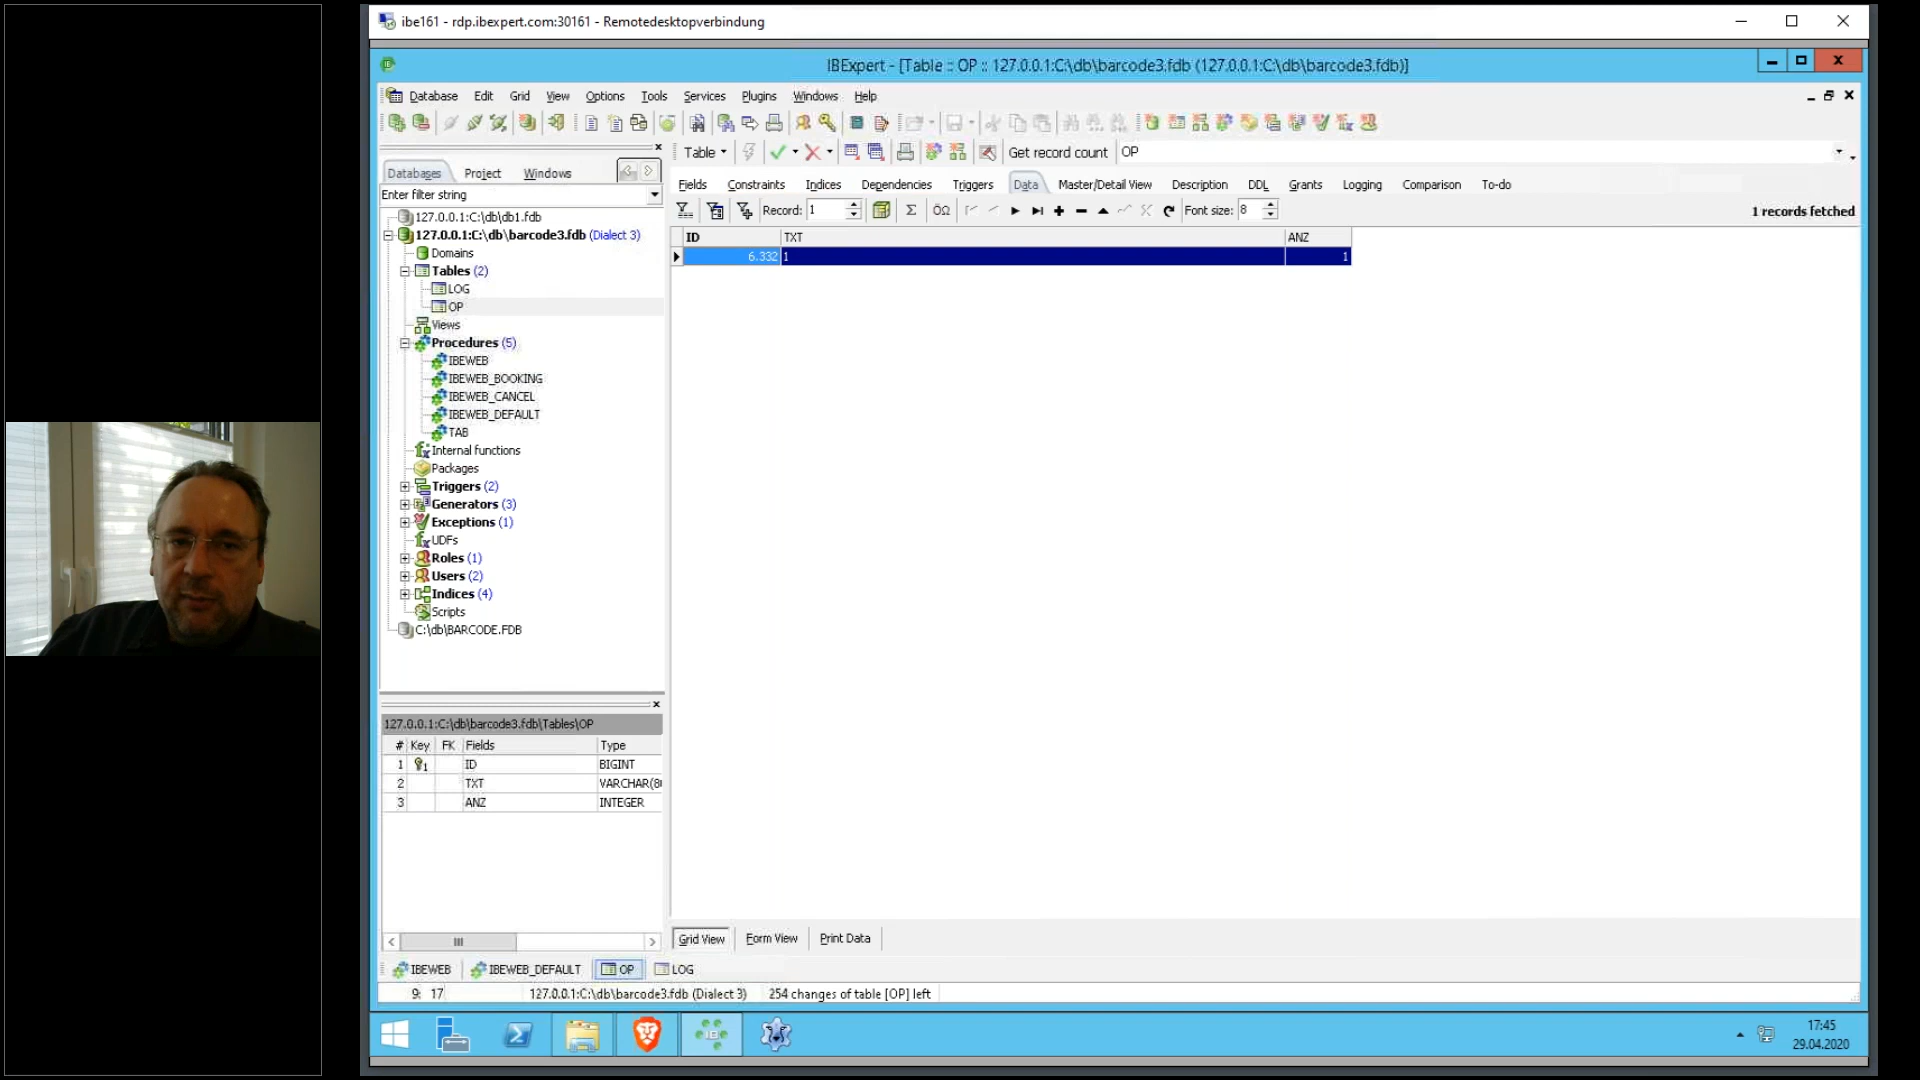 ibe161 - rdp.ibexpert.com:30161 - Remotedesktopverbindung
IBExpert - [Table :: OP :: 127.0.0.1:C:\db\barcode3.fdb (127.0.0.1:C:\db\barcode3.fdb)]
Database Edit Grid View Options Tools Services Plugins Windows Help
Table Get record count OP
Databases Project Windows
Enter filter string
127.0.0.1:C:\db\db1.fdb
127.0.0.1:C:\db\barcode3.fdb (Dialect 3)
Domains
Tables (2)
LOG
OP
Views
Procedures (5)
IBEWEB
IBEWEB_BOOKING
IBEWEB_CANCEL
IBEWEB_DEFAULT
TAB
Internal functions
Packages
Triggers (2)
Generators (3)
Exceptions (1)
UDFs
Roles (1)
Users (2)
Indices (4)
Scripts
C:\db\BARCODE.FDB
Fields Constraints Indices Dependencies Triggers Data Master/Detail View Description DDL Grants Logging Comparison To-do
Record: 1 Font size: 8 1 records fetched
ID TXT ANZ
6.332 1 1
127.0.0.1:C:\db\barcode3.fdb\Tables\OP
# Key FK Fields Type
1 1 ID BIGINT
2 TXT VARCHAR(8
3 ANZ INTEGER
Grid View Form View Print Data
IBEWEB IBEWEB_DEFAULT OP LOG
9: 17 127.0.0.1:C:\db\barcode3.fdb (Dialect 3) 254 changes of table [OP] left
17:45
29.04.2020